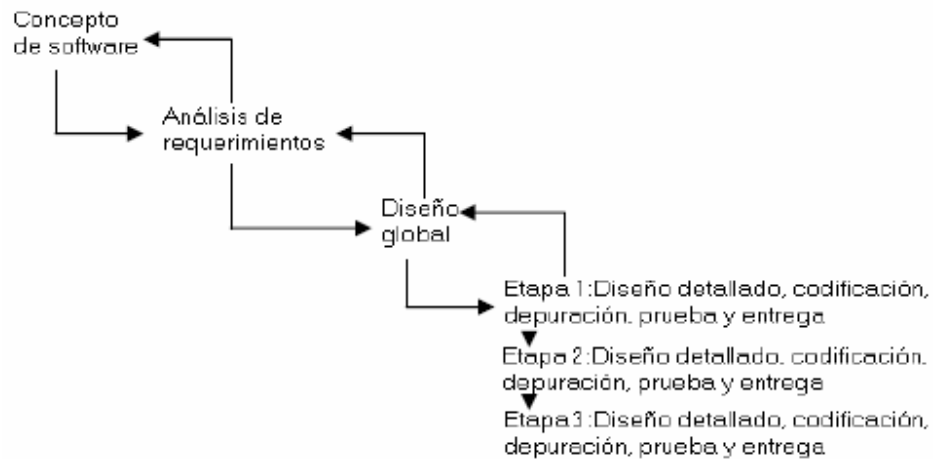 Concepto
de software
Análisis de
requerimientos
Diseño
global
Etapa 1:Diseño detallado, codificación,
depuración. prueba y entrega
Etapa 2:Diseño detallado. codificación.
depuración, prueba y entrega
Etapa 3:Diseño detallado, codificación,
depuración, prueba y entrega